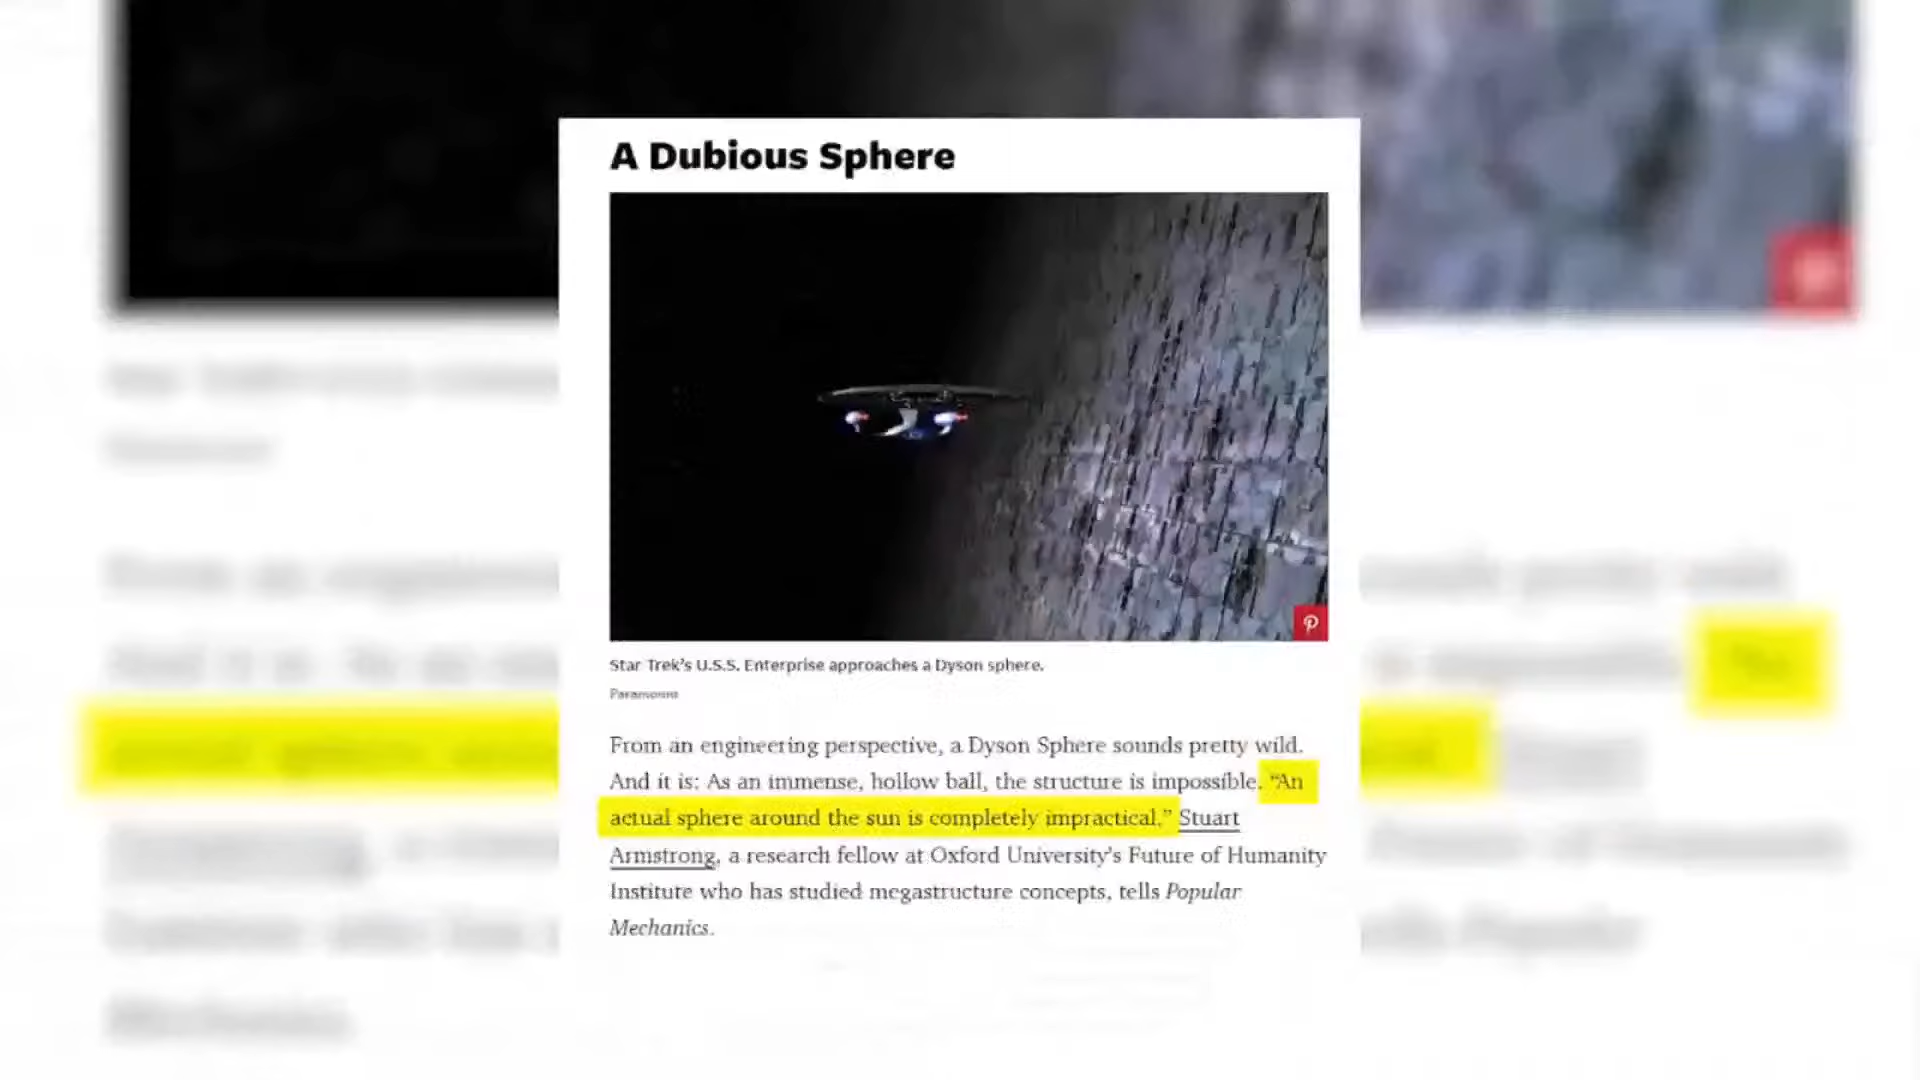 A Dubious Sphere
Star Trek's U.S.S. Enterprise approaches a Dyson sphere.
Paramount
From an engineering perspective, a Dyson Sphere sounds pretty wild.
And it is: As an immense, hollow ball, the structure is impossible. “An
actual sphere around the sun is completely impractical,” Stuart
Armstrong, a research fellow at Oxford University's Future of Humanity
Institute who has studied megastructure concepts, tells Popular
Mechanics.